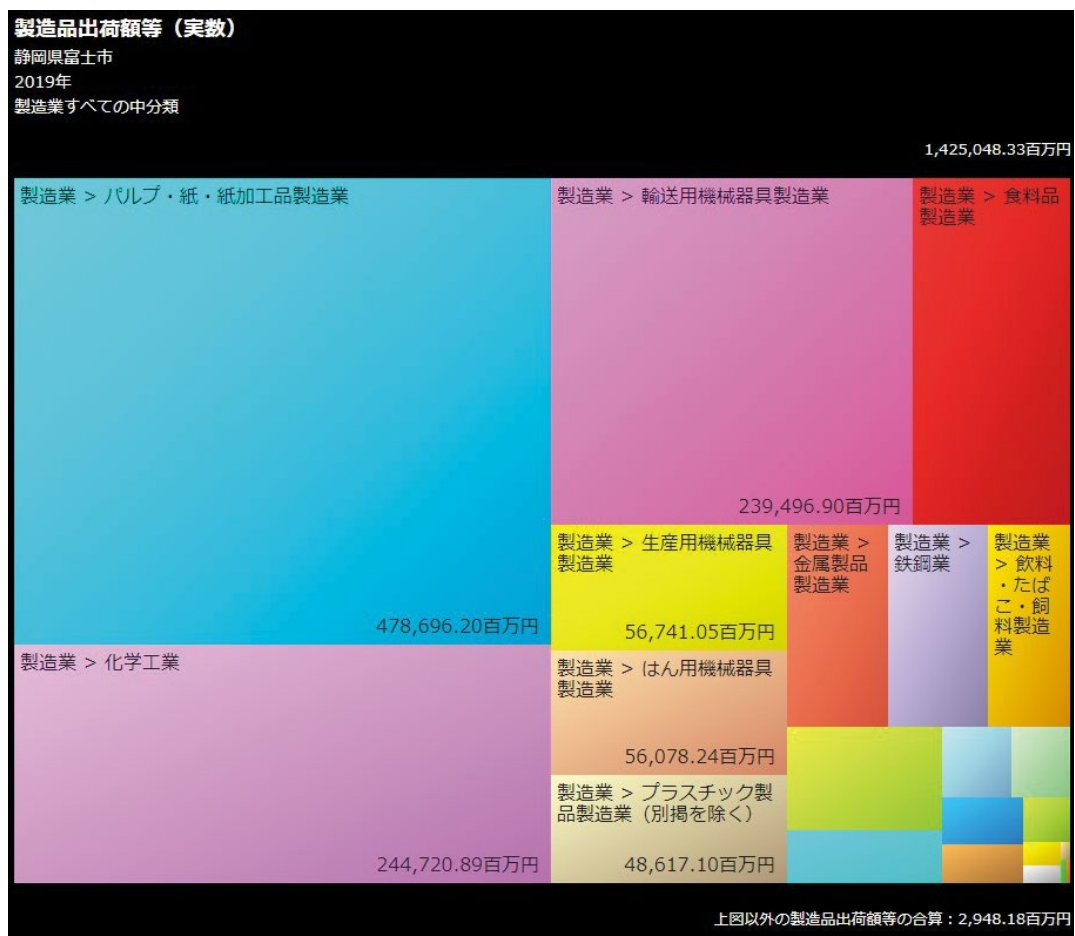 製造品出荷額等（実数）
静岡県富士市
2019年
製造業すべての中分類
1,425,048.33百万円
製造業 > パルプ・紙・紙加工品製造業
478,696.20百万円
製造業 > 化学工業
244,720.89百万円
製造業 > 輸送用機械器具製造業
239,496.90百万円
製造業 > 食料品
製造業
製造業 > 生産用機械器具
製造業
56,741.05百万円
製造業 > はん用機械器具
製造業
56,078.24百万円
製造業 > プラスチック製
品製造業（別掲を除く）
48,617.10百万円
製造業 >
金属製品
製造業
製造業 >
鉄鋼業
製造業
> 飲料
・たば
こ・飼
料製造
業
上図以外の製造品出荷額等の合算：2,948.18百万円